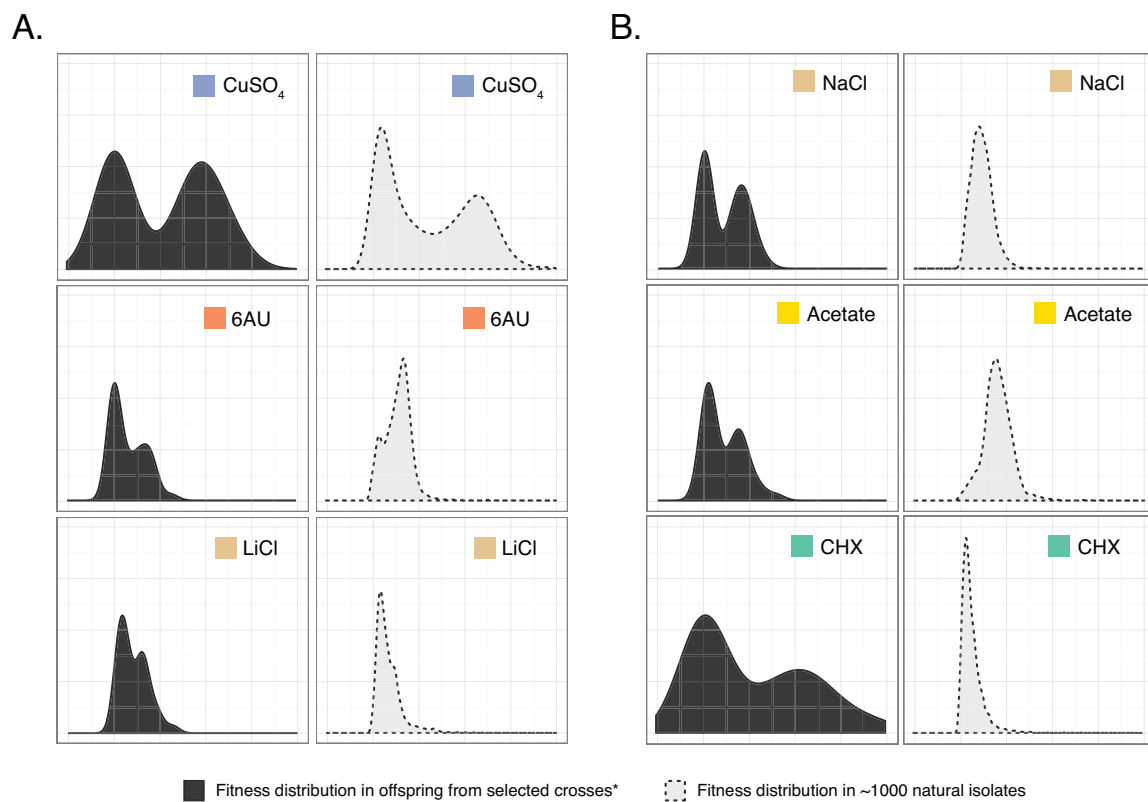 A.
B.
CuSO₄
CuSO₄
NaCl
NaCl
6AU
6AU
Acetate
Acetate
LiCl
LiCl
CHX
CHX
Fitness distribution in offspring from selected crosses*
Fitness distribution in ~1000 natural isolates